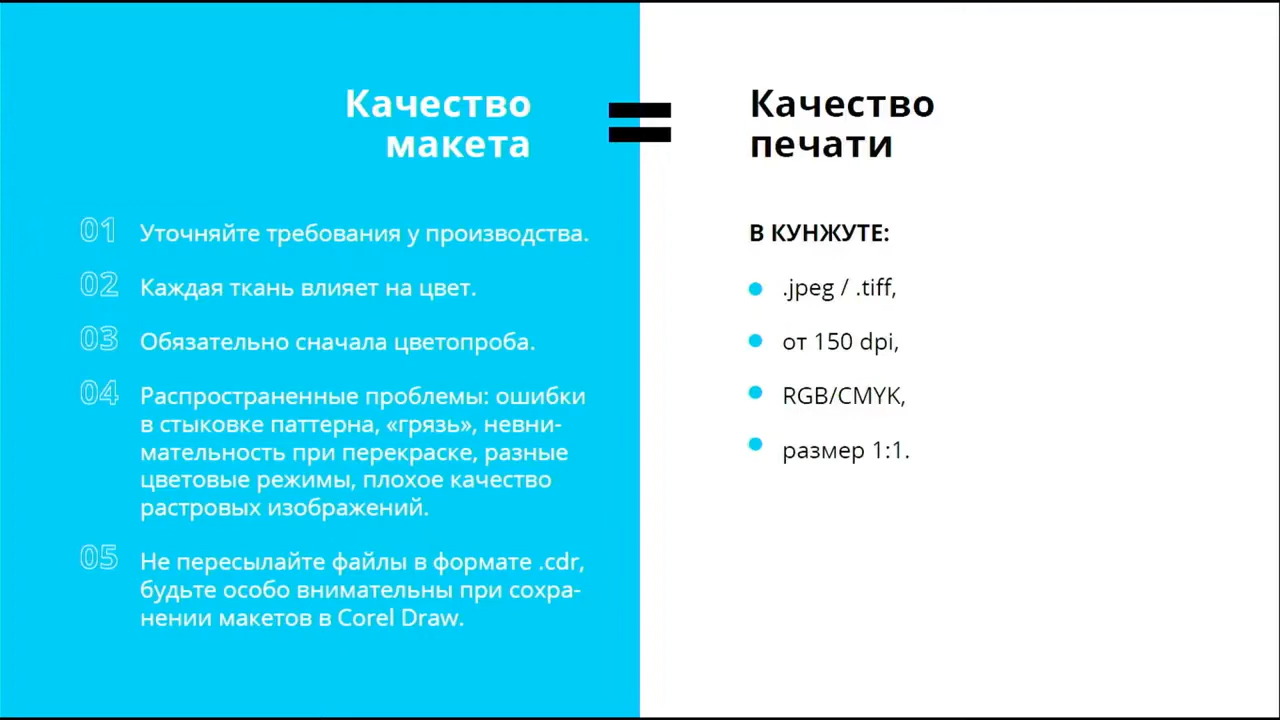 Качество
макета
=
Качество
печати
01 Уточняйте требования у производства.
02 Каждая ткань влияет на цвет.
03 Обязательно сначала цветопроба.
04 Распространенные проблемы: ошибки
в стыковке паттерна, «грязь», невни-
мательность при перекраске, разные
цветовые режимы, плохое качество
растровых изображений.
05 Не пересылайте файлы в формате .cdr,
будьте особо внимательны при сохра-
нении макетов в Corel Draw.
В КУНЖУТЕ:
.jpeg / .tiff,
от 150 dpi,
RGB/CMYK,
размер 1:1.